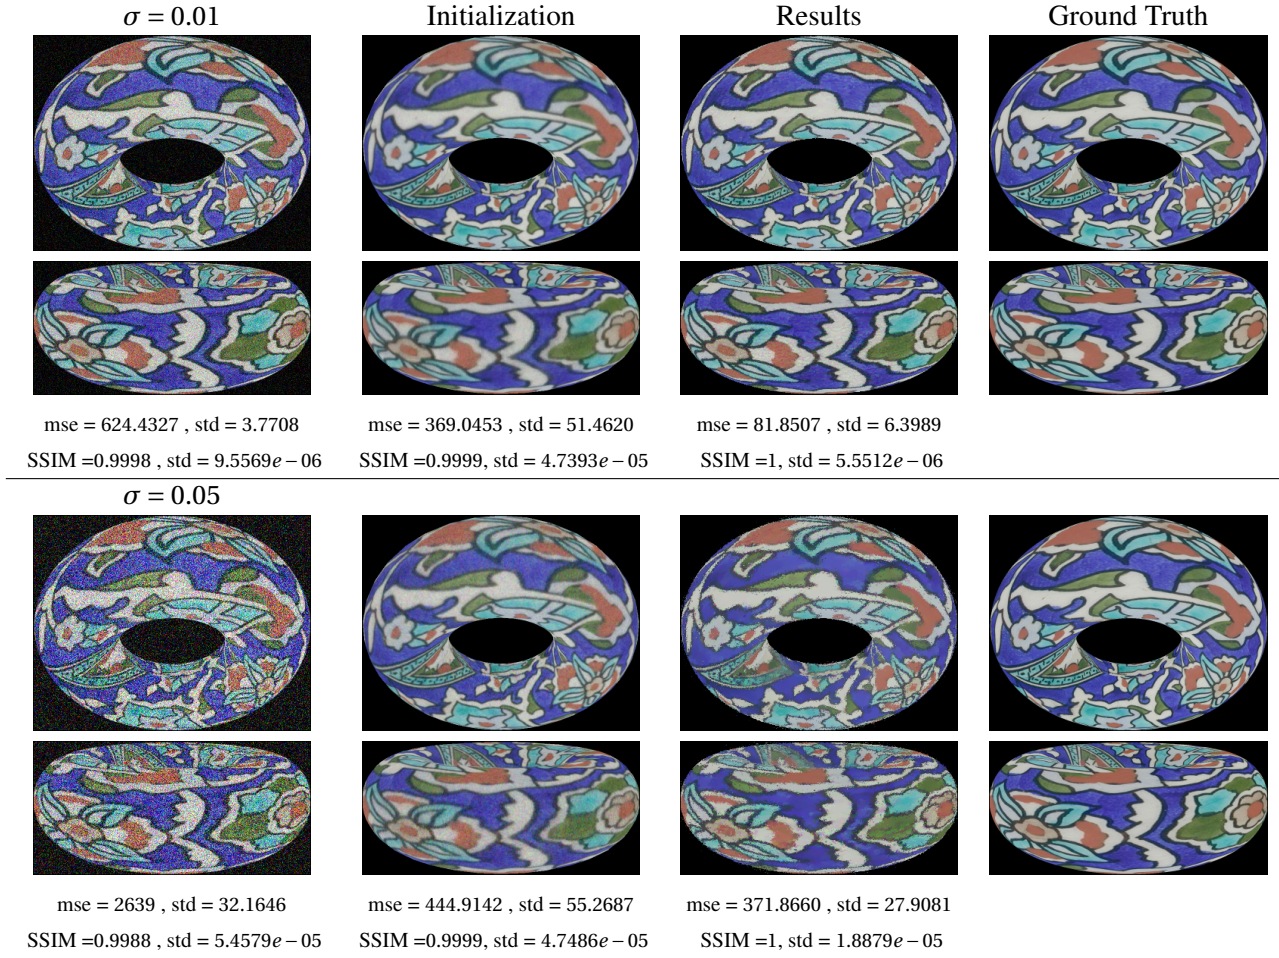 σ = 0.01 Initialization Results Ground Truth
mse = 624.4327 , std = 3.7708 mse = 369.0453 , std = 51.4620 mse = 81.8507 , std = 6.3989
SSIM =0.9998 , std = 9.5569e−06 SSIM =0.9999, std = 4.7393e−05 SSIM =1, std = 5.5512e−06
σ = 0.05
mse = 2639 , std = 32.1646 mse = 444.9142 , std = 55.2687 mse = 371.8660 , std = 27.9081
SSIM =0.9988 , std = 5.4579e−05 SSIM =0.9999, std = 4.7486e−05 SSIM =1, std = 1.8879e−05